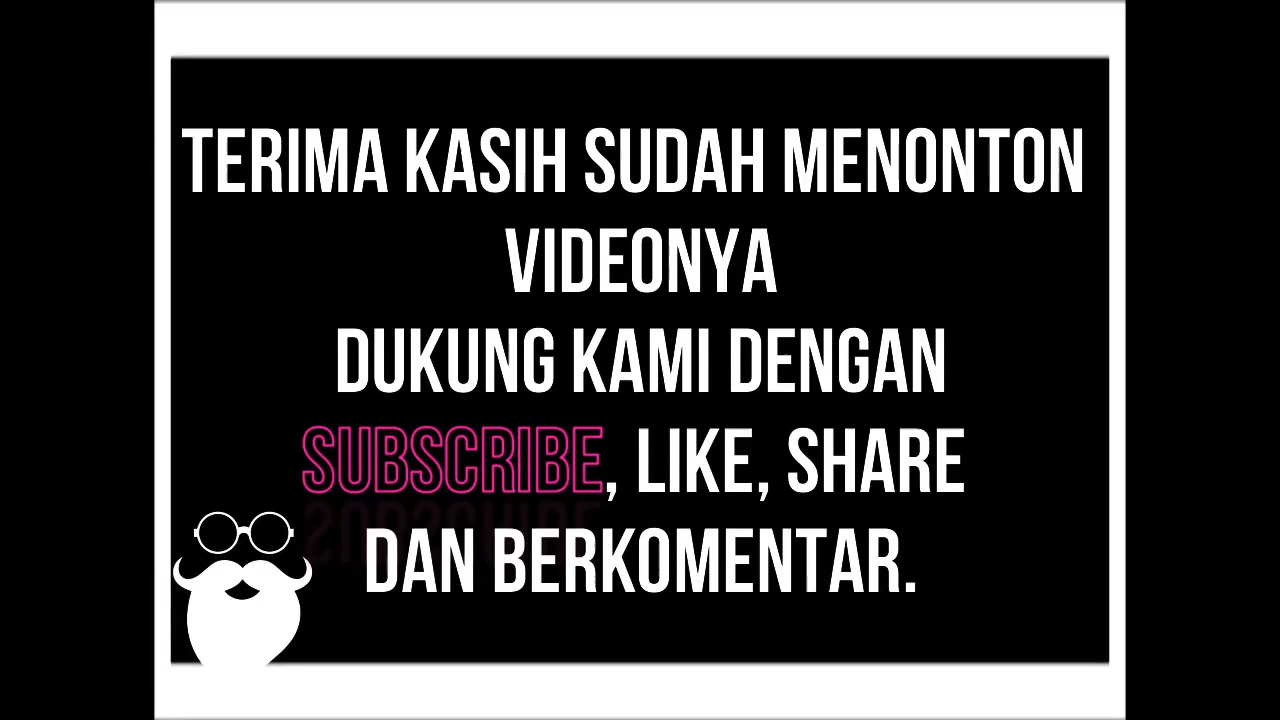 TERIMA KASIH SUDAH MENONTON
VIDEONYA
DUKUNG KAMI DENGAN
SUBSCRIBE, LIKE, SHARE
DAN BERKOMENTAR.